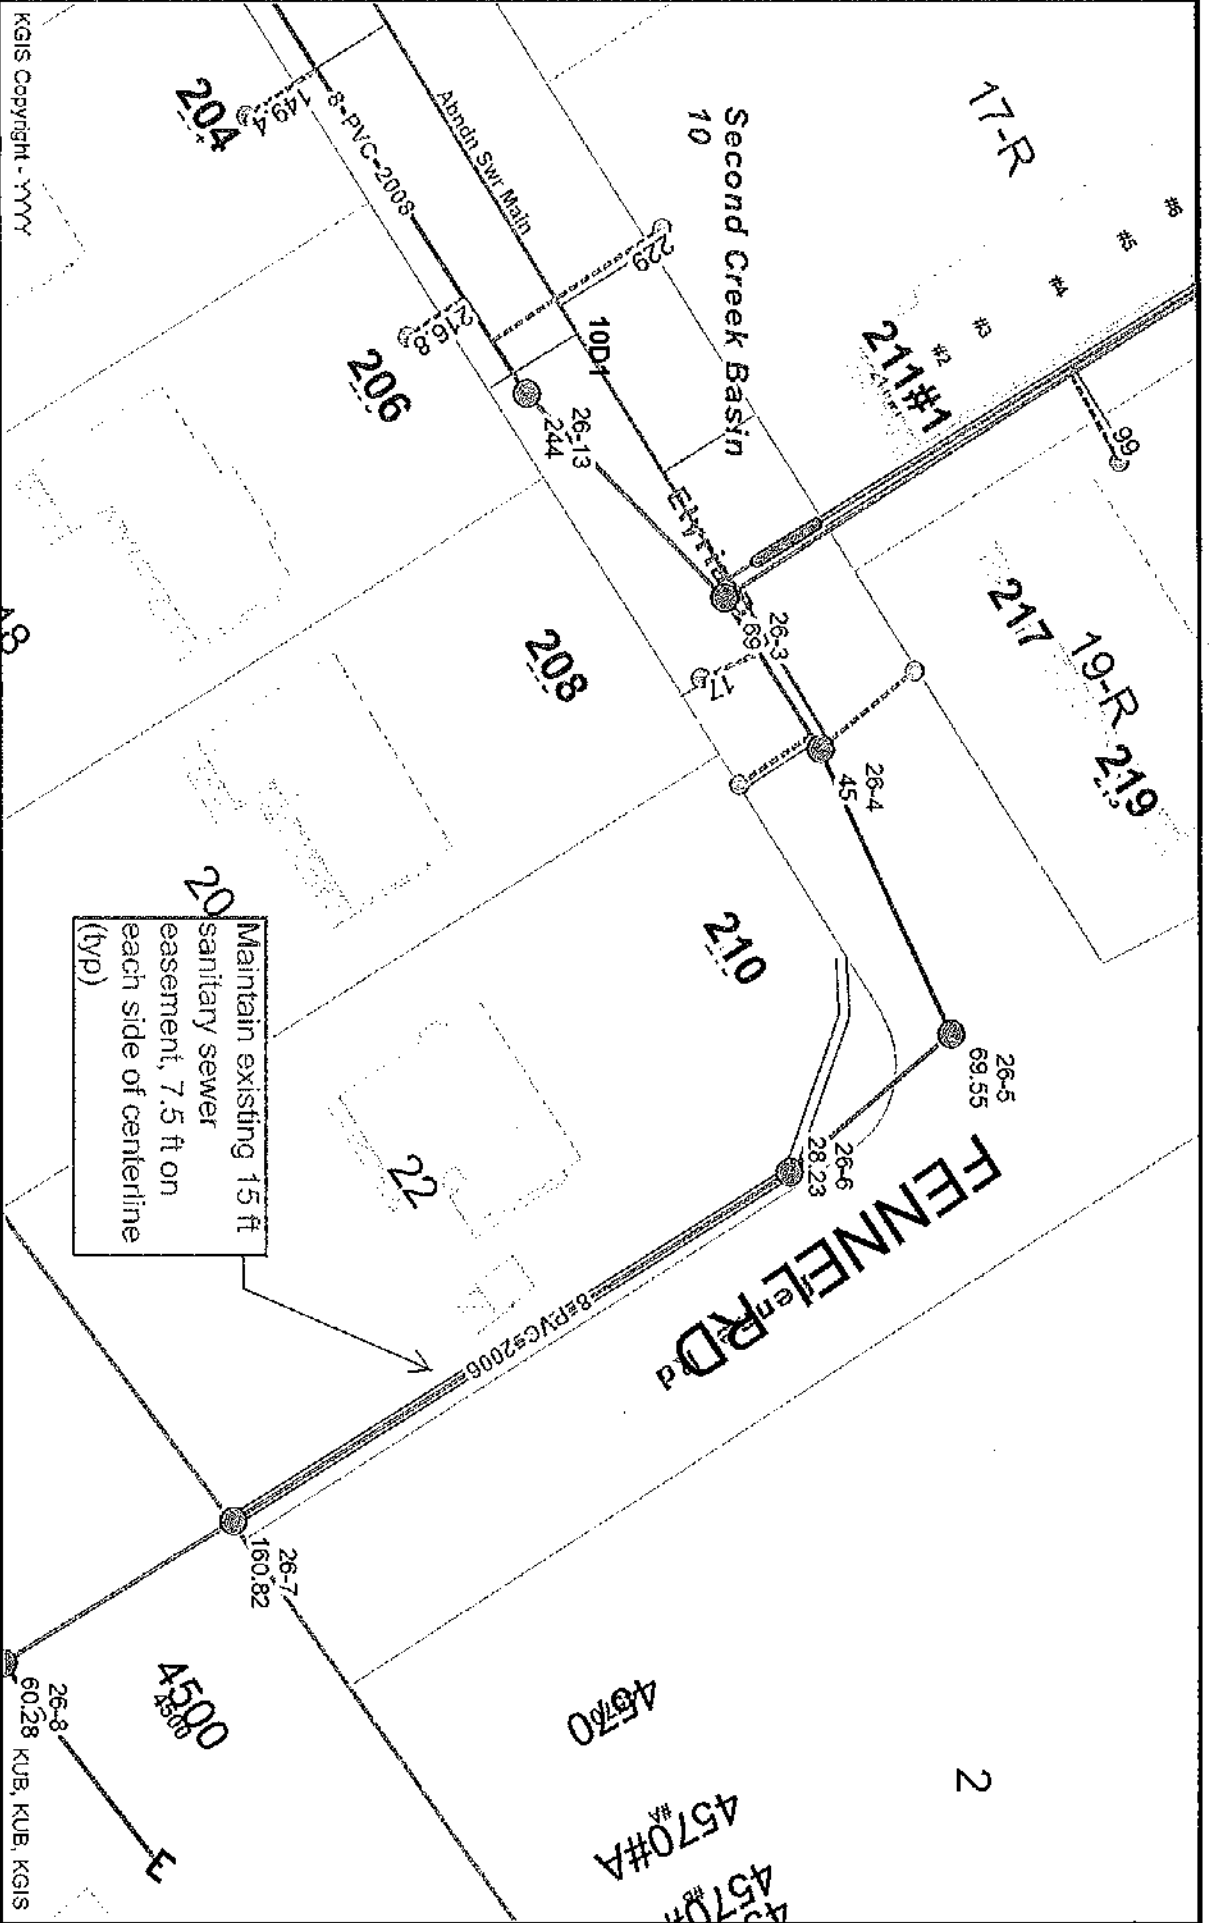 17-R
#6
#5
#4
#3
#2
211#1
Second Creek Basin
10
99
217
19-R
219
229
10D1
Abndn Swr Main
8-PVC-2008
149.4
204
216.8
206
26-13
244
26-3
69
17
208
26-4
45
210
26-5
69.55
26-6
28.23
FENNEL RD
18
20
Maintain existing 15 ft
sanitary sewer
easement, 7.5 ft on
each side of centerline
(typ)
22
8-PVC-2006
26-7
160.82
26-8
60.28
4500
4500
4570
4570#A
#A
2
E
KGIS Copyright - YYYY
KUB, KUB, KGIS